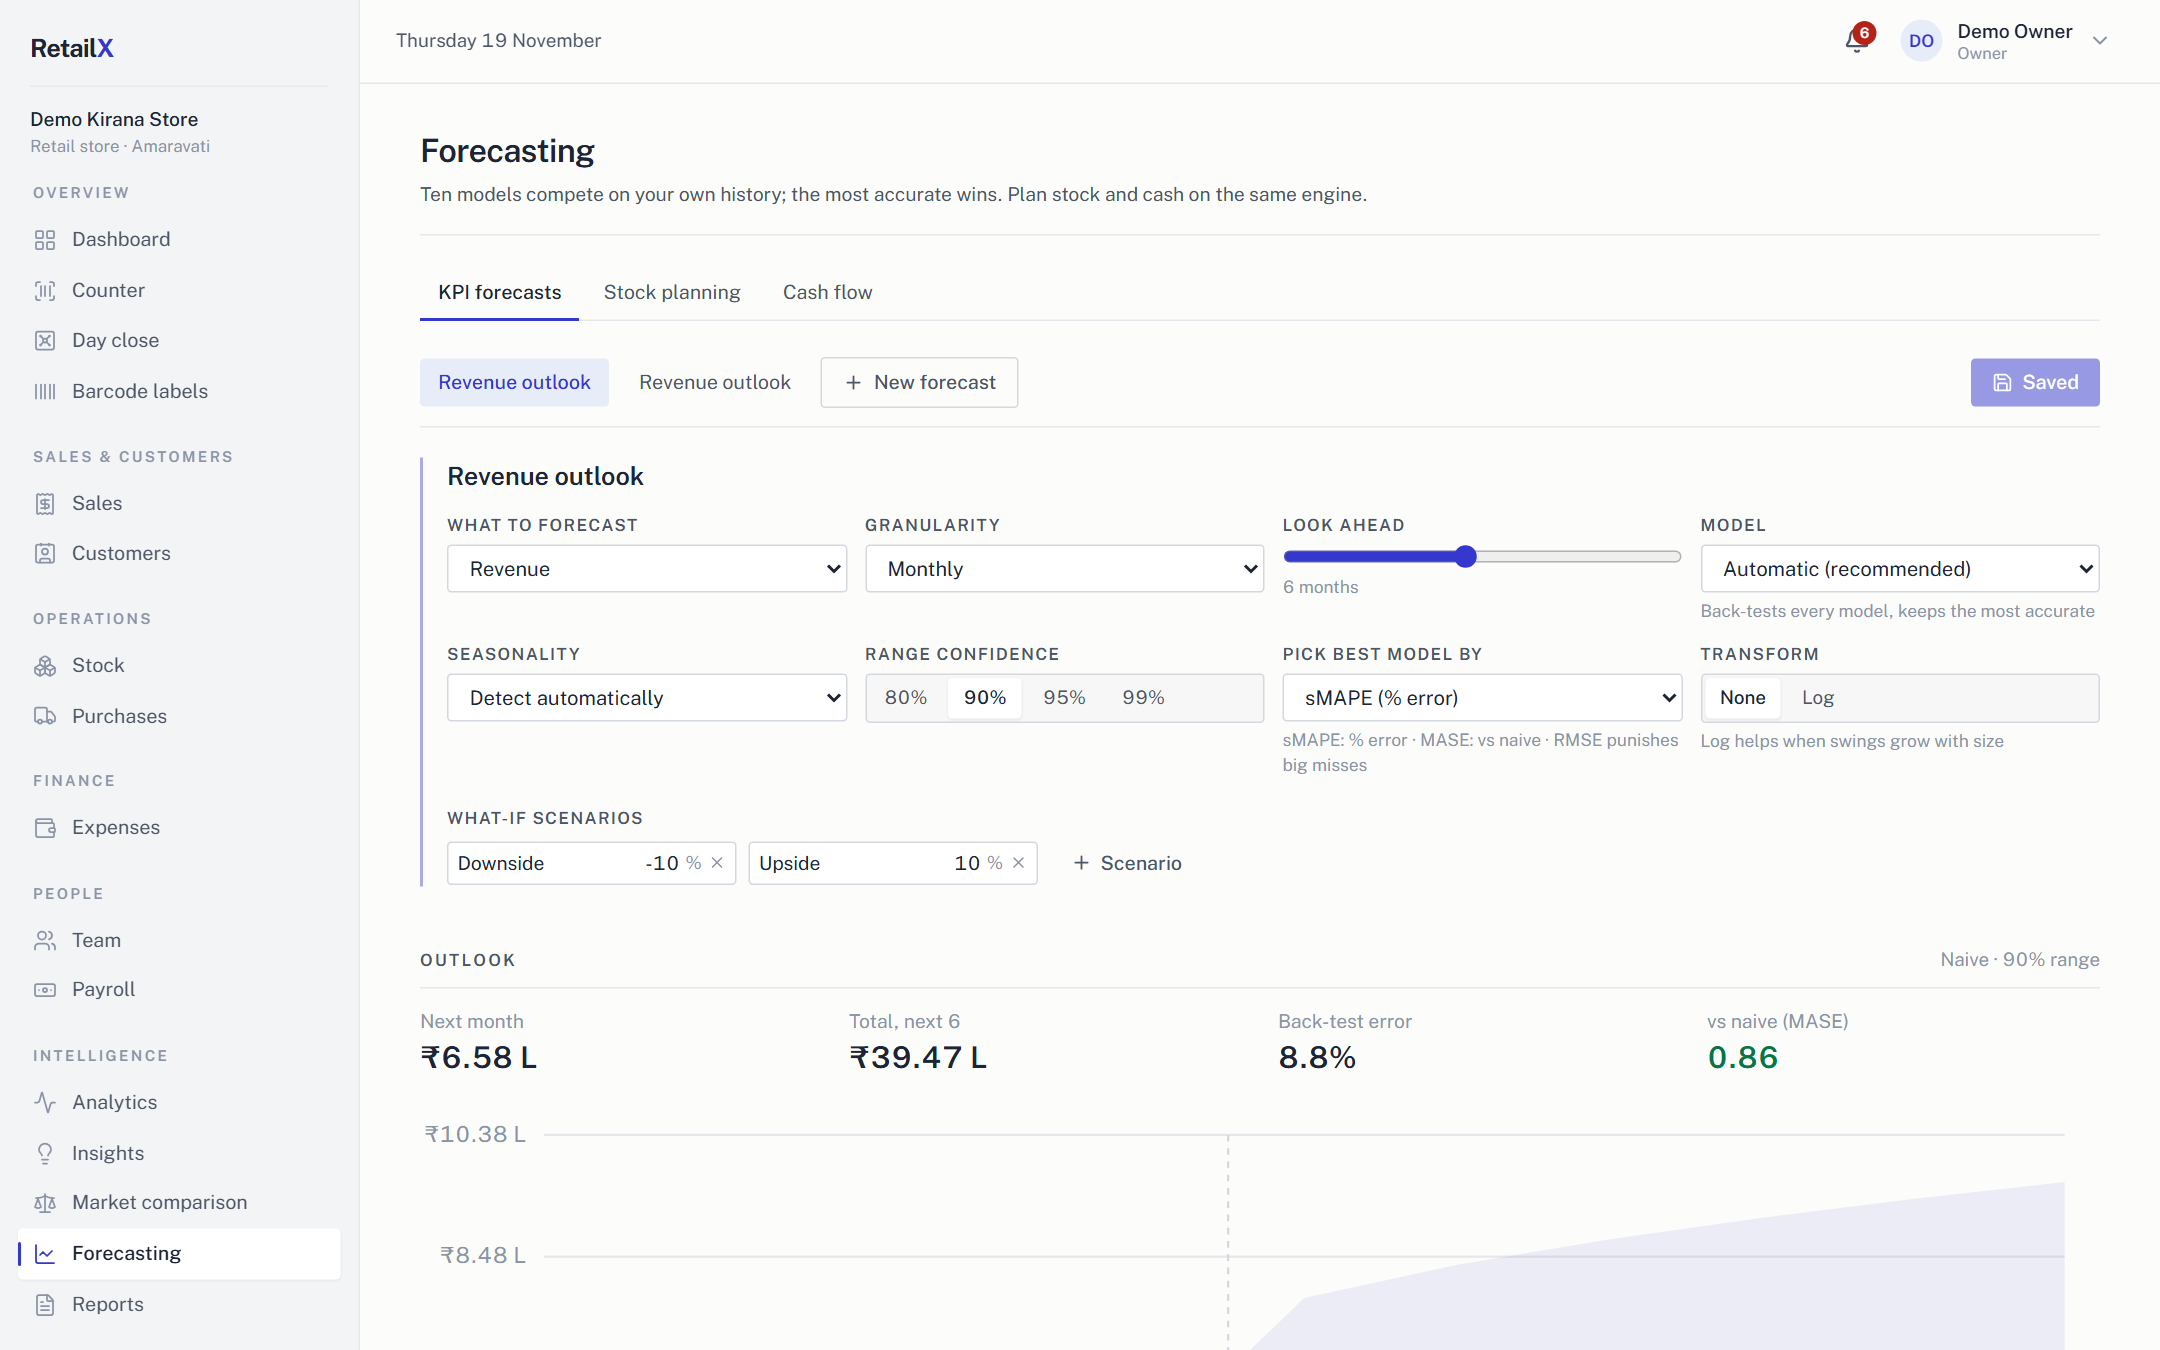 RetailX
Demo Kirana Store
Retail store · Amaravati
OVERVIEW
Dashboard
Counter
Day close
Barcode labels
SALES & CUSTOMERS
Sales
Customers
OPERATIONS
Stock
Purchases
FINANCE
Expenses
PEOPLE
Team
Payroll
INTELLIGENCE
Analytics
Insights
Market comparison
Forecasting
Reports
Thursday 19 November
6
DO
Demo Owner
Owner
Forecasting
Ten models compete on your own history; the most accurate wins. Plan stock and cash on the same engine.
KPI forecasts Stock planning Cash flow
Revenue outlook Revenue outlook + New forecast Saved
Revenue outlook
WHAT TO FORECAST GRANULARITY LOOK AHEAD MODEL
Revenue Monthly Automatic (recommended)
6 months
Back-tests every model, keeps the most accurate
SEASONALITY RANGE CONFIDENCE PICK BEST MODEL BY TRANSFORM
Detect automatically 80% 90% 95% 99% sMAPE (% error) None Log
sMAPE: % error · MASE: vs naive · RMSE punishes
big misses
Log helps when swings grow with size
WHAT-IF SCENARIOS
Downside -10 % × Upside 10 % × + Scenario
OUTLOOK Naive · 90% range
Next month Total, next 6 Back-test error vs naive (MASE)
₹6.58 L ₹39.47 L 8.8% 0.86
₹10.38 L
₹8.48 L